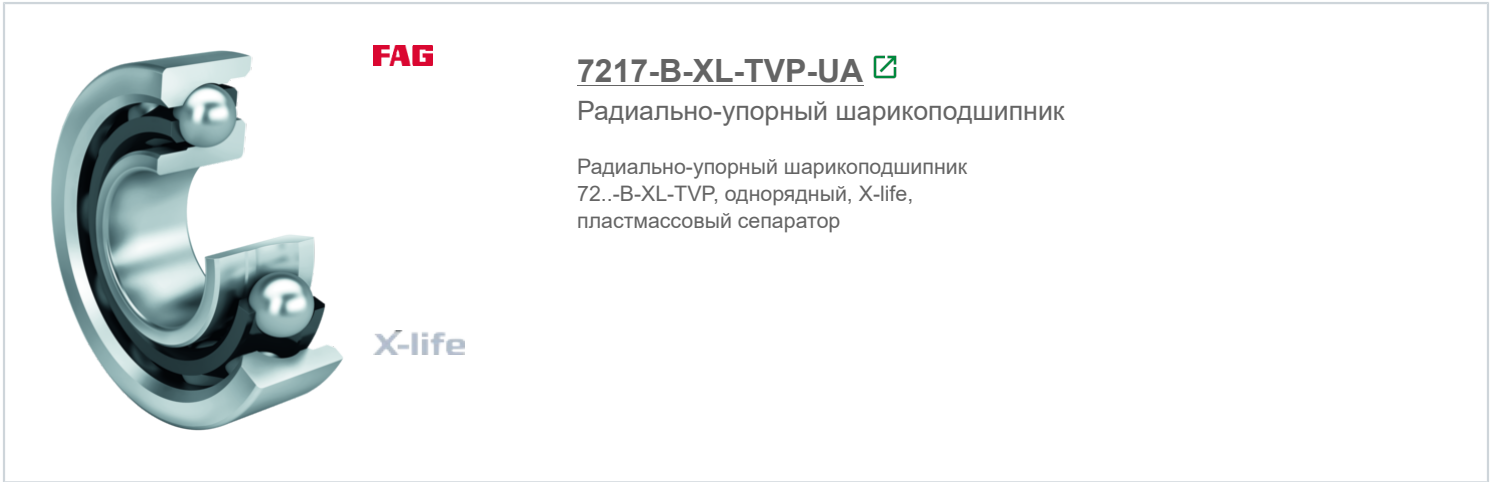 FAG
7217-B-XL-TVP-UA
Радиально-упорный шарикоподшипник
Радиально-упорный шарикоподшипник
72..-B-XL-TVP, однорядный, X-life,
пластмассовый сепаратор
X-life